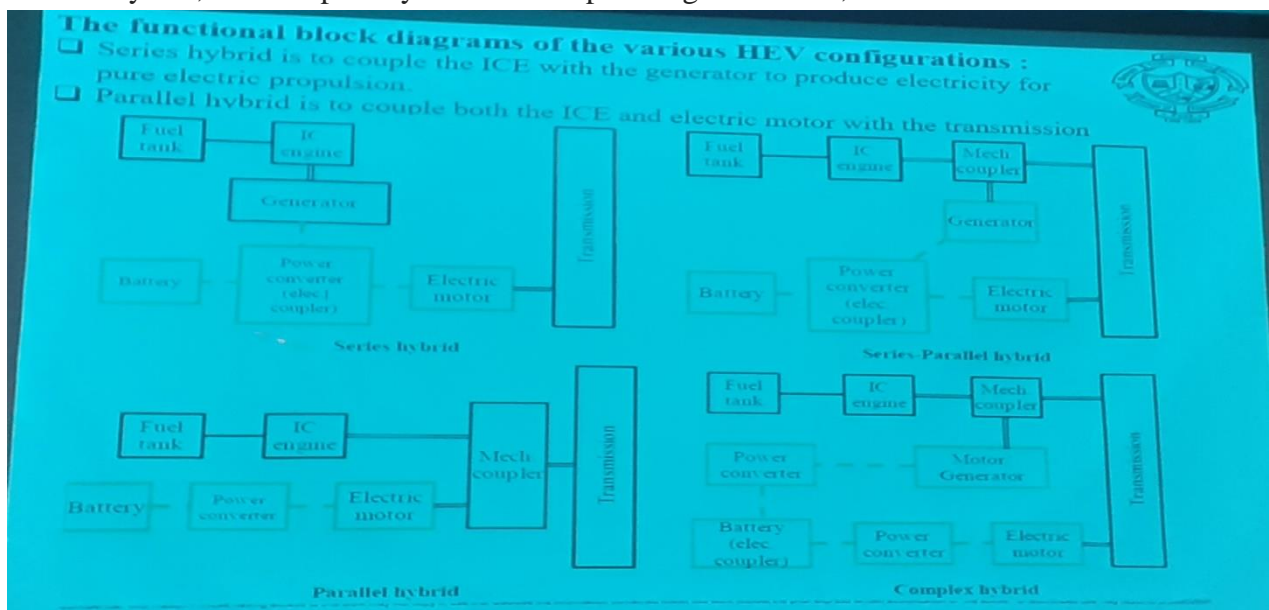 The functional block diagrams of the various HEV configurations :
Series hybrid is to couple the ICE with the generator to produce electricity for
pure electric propulsion.
Parallel hybrid is to couple both the ICE and electric motor with the transmission
Fuel
tank
IC
engine
Generator
Battery
Power
converter
(elec.)
coupler)
Electric
motor
Transmission
Series hybrid
Fuel
tank
IC
engine
Mech.
coupler
Generator
Battery
Power
converter
(elec.
coupler)
Electric
motor
Transmission
Series-Parallel hybrid
Fuel
tank
IC
engine
Battery
Power
converter
Electric
motor
Mech.
coupler
Transmission
Parallel hybrid
Fuel
tank
IC
engine
Mech.
coupler
Power
converter
Motor
Generator
Battery
(elec.
coupler)
Power
converter
Electric
motor
Transmission
Complex hybrid